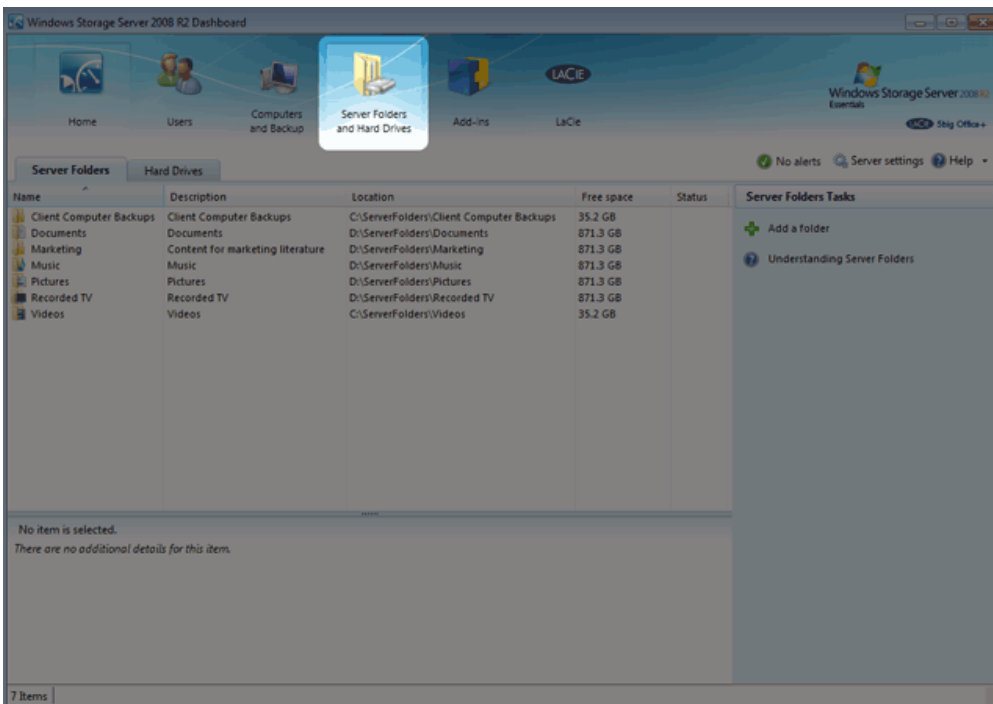 Windows Storage Server 2008 R2 Dashboard
Home
Users
Computers
and Backup
Server Folders
and Hard Drives
Add-ins
LACIE
LaCie
Windows Storage Server 2008 R2
Essentials
LACIE 5big Office+
Server Folders
Hard Drives
No alerts
Server settings
Help
Name Description Location Free space Status
Client Computer Backups Client Computer Backups C:\ServerFolders\Client Computer Backups 35.2 GB
Documents Documents D:\ServerFolders\Documents 871.3 GB
Marketing Content for marketing literature D:\ServerFolders\Marketing 871.3 GB
Music Music D:\ServerFolders\Music 871.3 GB
Pictures Pictures D:\ServerFolders\Pictures 871.3 GB
Recorded TV Recorded TV D:\ServerFolders\Recorded TV 871.3 GB
Videos Videos C:\ServerFolders\Videos 35.2 GB
Server Folders Tasks
Add a folder
Understanding Server Folders
No item is selected.
There are no additional details for this item.
7 Items